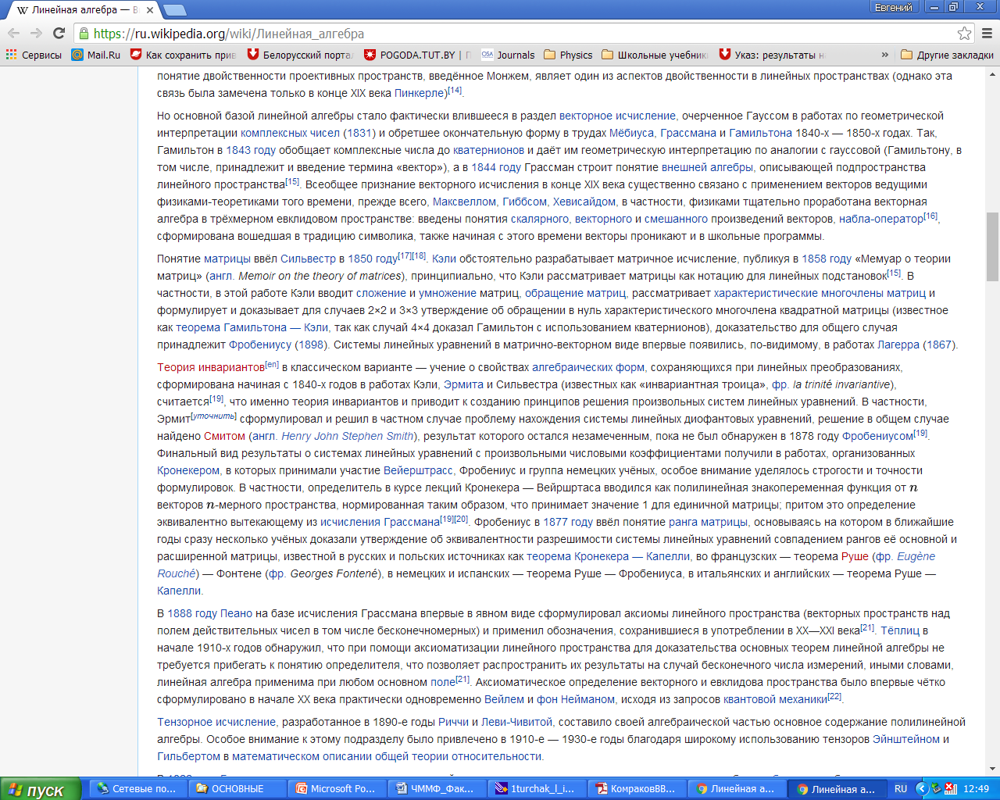 Линейная алгебра — В
Евгений
https://ru.wikipedia.org/wiki/Линейная_алгебра
Сервисы Mail.Ru Как сохранить прив Белорусский порта POGODA.TUT.BY | Г Journals Physics Школьные учебник Указ: результаты н » Другие закладки
понятие двойственности проективных пространств, введённое Монжем, являет один из аспектов двойственности в линейных пространствах (однако эта
связь была замечена только в конце XIX века Пинкерле)[14].
Но основной базой линейной алгебры стало фактически влившееся в раздел векторное исчисление, очерченное Гауссом в работах по геометрической
интерпретации комплексных чисел (1831) и обретшее окончательную форму в трудах Мёбиуса, Грассмана и Гамильтона 1840-х — 1850-х годах. Так,
Гамильтон в 1843 году обобщает комплексные числа до кватернионов и даёт им геометрическую интерпретацию по аналогии с гауссовой (Гамильтону, в
том числе, принадлежит и введение термина «вектор»), а в 1844 году Грассман строит понятие внешней алгебры, описывающей подпространства
линейного пространства[15]. Всеобщее признание векторного исчисления в конце XIX века существенно связано с применением векторов ведущими
физиками-теоретиками того времени, прежде всего, Максвеллом, Гиббсом, Хевисайдом, в частности, физиками тщательно проработана векторная
алгебра в трёхмерном евклидовом пространстве: введены понятия скалярного, векторного и смешанного произведений векторов, набла-оператор[16],
сформирована вошедшая в традицию символика, также начиная с этого времени векторы проникают и в школьные программы.
Понятие матрицы ввёл Сильвестр в 1850 году[17][18]. Кэли обстоятельно разрабатывает матричное исчисление, публикуя в 1858 году «Мемуар о теории
матриц» (англ. Memoir on the theory of matrices), принципиально, что Кэли рассматривает матрицы как нотацию для линейных подстановок[15]. В
частности, в этой работе Кэли вводит сложение и умножение матриц, обращение матриц, рассматривает характеристические многочлены матриц и
формулирует и доказывает для случаев 2×2 и 3×3 утверждение об обращении в нуль характеристического многочлена квадратной матрицы (известное
как теорема Гамильтона — Кэли, так как случай 4×4 доказал Гамильтон с использованием кватернионов), доказательство для общего случая
принадлежит Фробениусу (1898). Системы линейных уравнений в матрично-векторном виде впервые появились, по-видимому, в работах Лагерра (1867).
Теория инвариантов[en] в классическом варианте — учение о свойствах алгебраических форм, сохраняющихся при линейных преобразованиях,
сформирована начиная с 1840-х годов в работах Кэли, Эрмита и Сильвестра (известных как «инвариантная троица», фр. la trinité invariantive),
считается[19], что именно теория инвариантов и приводит к созданию принципов решения произвольных систем линейных уравнений. В частности,
Эрмит[уточнить] сформулировал и решил в частном случае проблему нахождения системы линейных диофантовых уравнений, решение в общем случае
найдено Смитом (англ. Henry John Stephen Smith), результат которого остался незамеченным, пока не был обнаружен в 1878 году Фробениусом[19].
Финальный вид результаты о системах линейных уравнений с произвольными числовыми коэффициентами получили в работах, организованных
Кронекером, в которых принимали участие Вейерштрасс, Фробениус и группа немецких учёных, особое внимание уделялось строгости и точности
формулировок. В частности, определитель в курсе лекций Кронекера — Вейрштраса вводился как полилинейная знакопеременная функция от n
векторов n-мерного пространства, нормированная таким образом, что принимает значение 1 для единичной матрицы; притом это определение
эквивалентно вытекающему из исчисления Грассмана[19][20]. Фробениус в 1877 году ввёл понятие ранга матрицы, основываясь на котором в ближайшие
годы сразу несколько учёных доказали утверждение об эквивалентности разрешимости системы линейных уравнений совпадением рангов её основной и
расширенной матрицы, известной в русских и польских источниках как теорема Кронекера — Капелли, во французских — теорема Руше (фр. Eugène
Rouché) — Фонтене (фр. Georges Fontené), в немецких и испанских — теорема Руше — Фробениуса, в итальянских и английских — теорема Руше —
Капелли.
В 1888 году Пеано на базе исчисления Грассмана впервые в явном виде сформулировал аксиомы линейного пространства (векторных пространств над
полем действительных чисел в том числе бесконечномерных) и применил обозначения, сохранившиеся в употреблении в XX—XXI века[21]. Тёплиц в
начале 1910-х годов обнаружил, что при помощи аксиоматизации линейного пространства для доказательства основных теорем линейной алгебры не
требуется прибегать к понятию определителя, что позволяет распространить их результаты на случай бесконечного числа измерений, иными словами,
линейная алгебра применима при любом основном поле[21]. Аксиоматическое определение векторного и евклидова пространства было впервые чётко
сформулировано в начале XX века практически одновременно Вейлем и фон Нейманом, исходя из запросов квантовой механики[22].
Тензорное исчисление, разработанное в 1890-е годы Риччи и Леви-Чивитой, составило своей алгебраической частью основное содержание полилинейной
алгебры. Особое внимание к этому подразделу было привлечено в 1910-е — 1930-е годы благодаря широкому использованию тензоров Эйнштейном и
Гильбертом в математическом описании общей теории относительности.
пуск Сетевые по... ОСНОВНЫЕ Microsoft Po... ЧММФ_Фак... 1turchak_l_i... КомраковВВ... Линейная а... Линейная а... RU 12:49